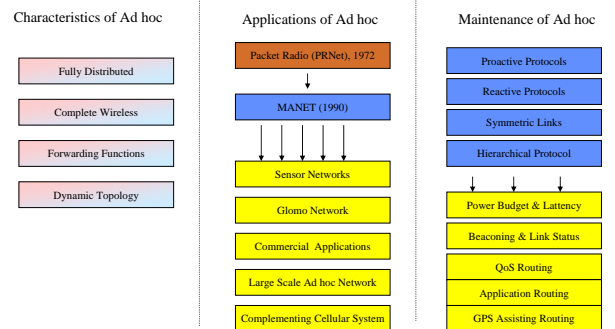 Characteristics of Ad hoc
Fully Distributed
Complete Wireless
Forwarding Functions
Dynamic Topology
Applications of Ad hoc
Packet Radio (PRNet), 1972
MANET (1990)
Sensor Networks
Glomo Network
Commercial Applications
Large Scale Ad hoc Network
Complementing Cellular System
Maintenance of Ad hoc
Proactive Protocols
Reactive Protocols
Symmetric Links
Hierarchical Protocol
Power Budget & Lattency
Beaconing & Link Status
QoS Routing
Application Routing
GPS Assisting Routing